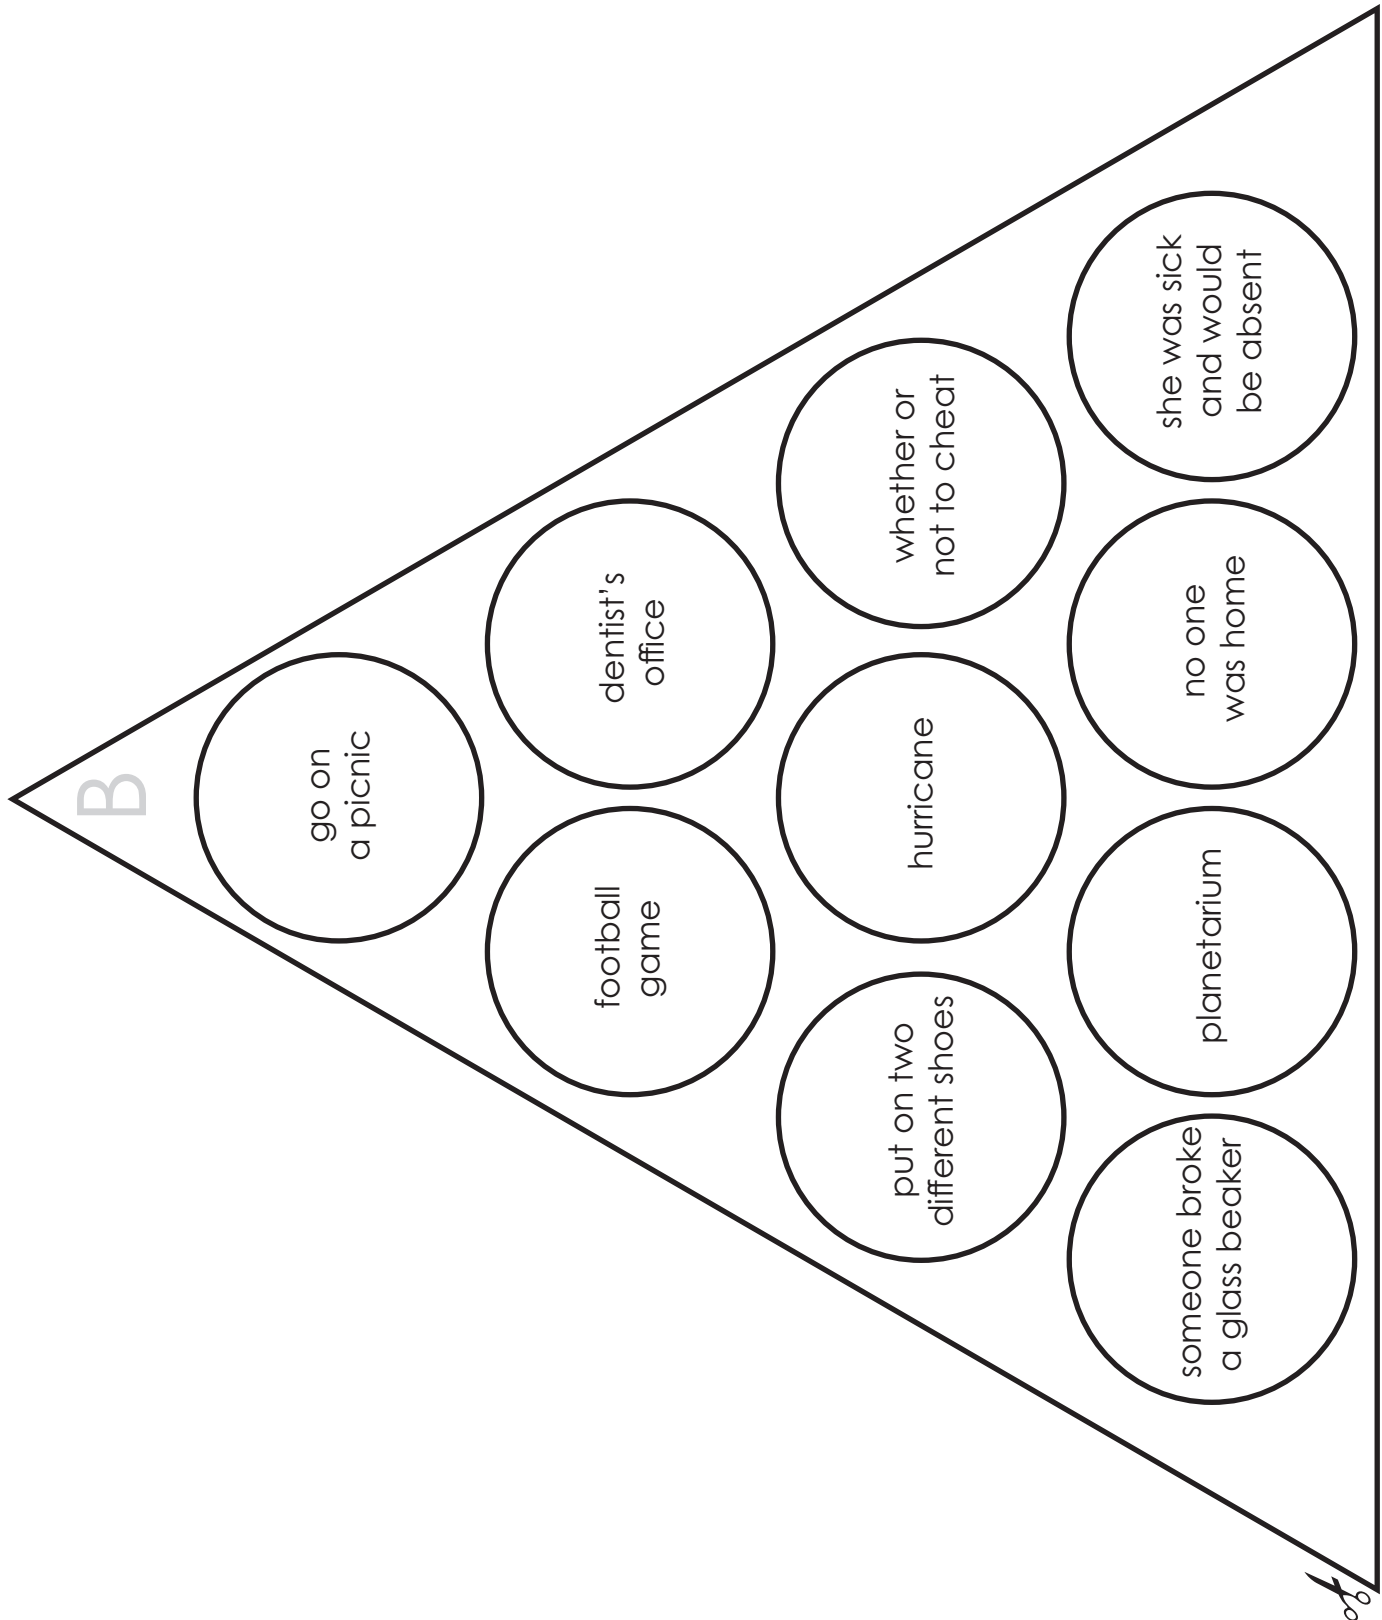 B
go on
a picnic
football
game
dentist's
office
put on two
different shoes
hurricane
whether or
not to cheat
someone broke
a glass beaker
planetarium
no one
was home
she was sick
and would
be absent